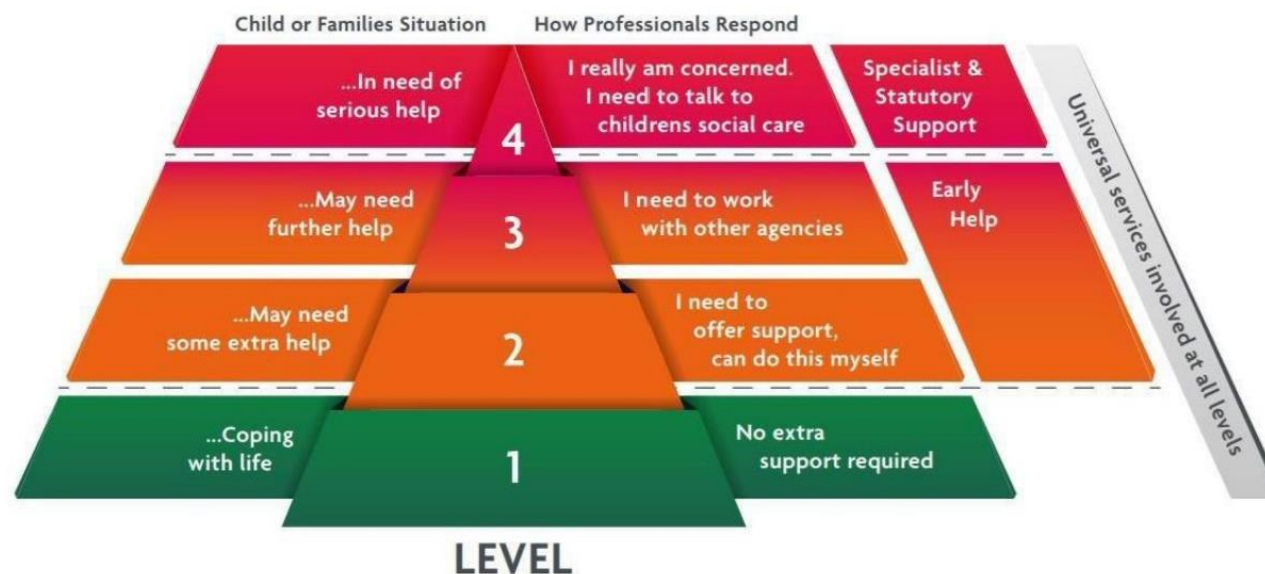 Child or Families Situation
How Professionals Respond
...In need of
serious help
4
I really am concerned.
I need to talk to
childrens social care
Specialist &
Statutory
Support
...May need
further help
3
I need to work
with other agencies
Early
Help
...May need
some extra help
2
I need to
offer support,
can do this myself
...Coping
with life
1
No extra
support required
Universal services involved at all levels
LEVEL